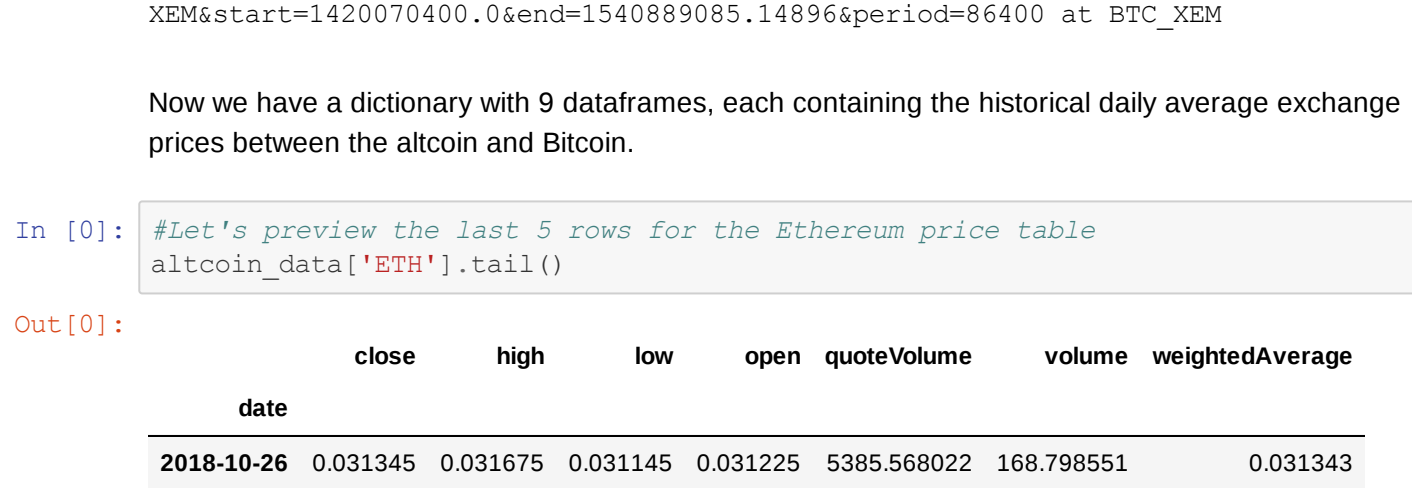 XEM&start=1420070400.0&end=1540889085.14896&period=86400 at BTC_XEM
Now we have a dictionary with 9 dataframes, each containing the historical daily average exchange
prices between the altcoin and Bitcoin.
In [0]: #Let's preview the last 5 rows for the Ethereum price table
altcoin_data['ETH'].tail()
Out[0]:
close high low open quoteVolume volume weightedAverage
date
2018-10-26 0.031345 0.031675 0.031145 0.031225 5385.568022 168.798551 0.031343